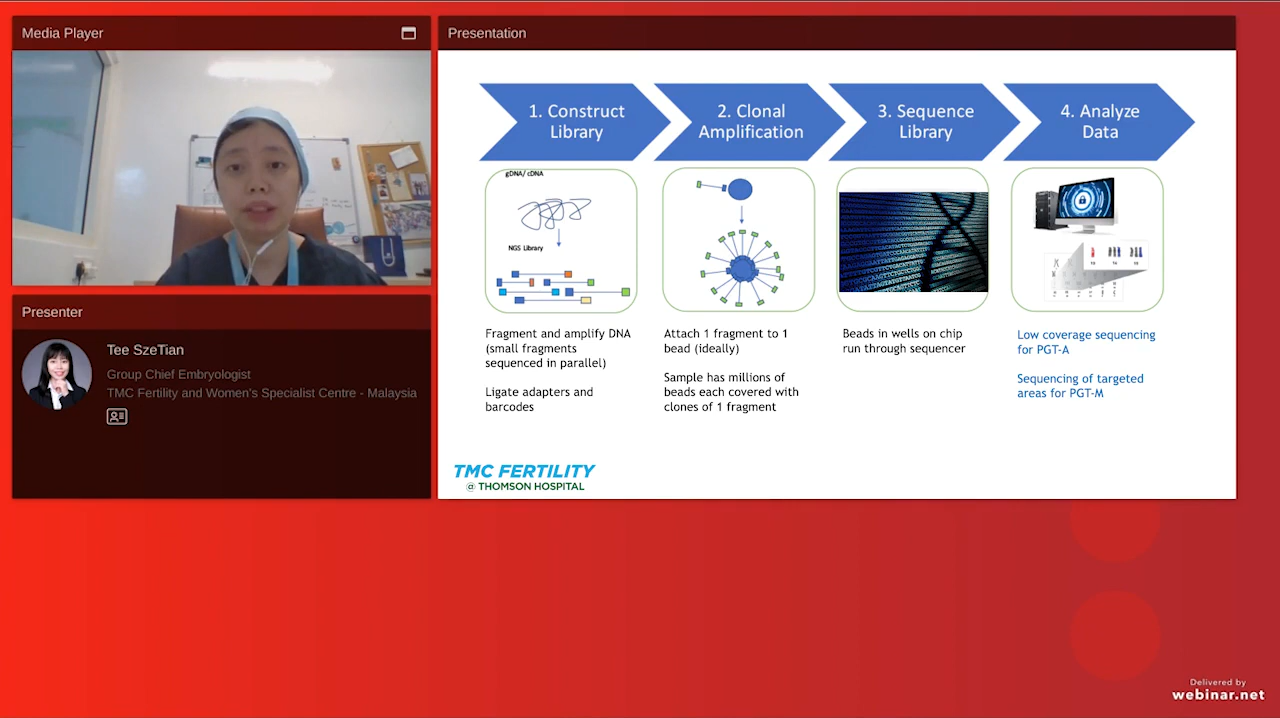 Media Player
Presentation
1. Construct
Library
2. Clonal
Amplification
3. Sequence
Library
4. Analyze
Data
gDNA/ cDNA
NGS Library
Fragment and amplify DNA
(small fragments
sequenced in parallel)
Ligate adapters and
barcodes
Attach 1 fragment to 1
bead (ideally)
Sample has millions of
beads each covered with
clones of 1 fragment
Beads in wells on chip
run through sequencer
Low coverage sequencing
for PGT-A
Sequencing of targeted
areas for PGT-M
TMC FERTILITY
@ THOMSON HOSPITAL
Presenter
Tee SzeTian
Group Chief Embryologist
TMC Fertility and Women's Specialist Centre - Malaysia
Delivered by
webinar.net